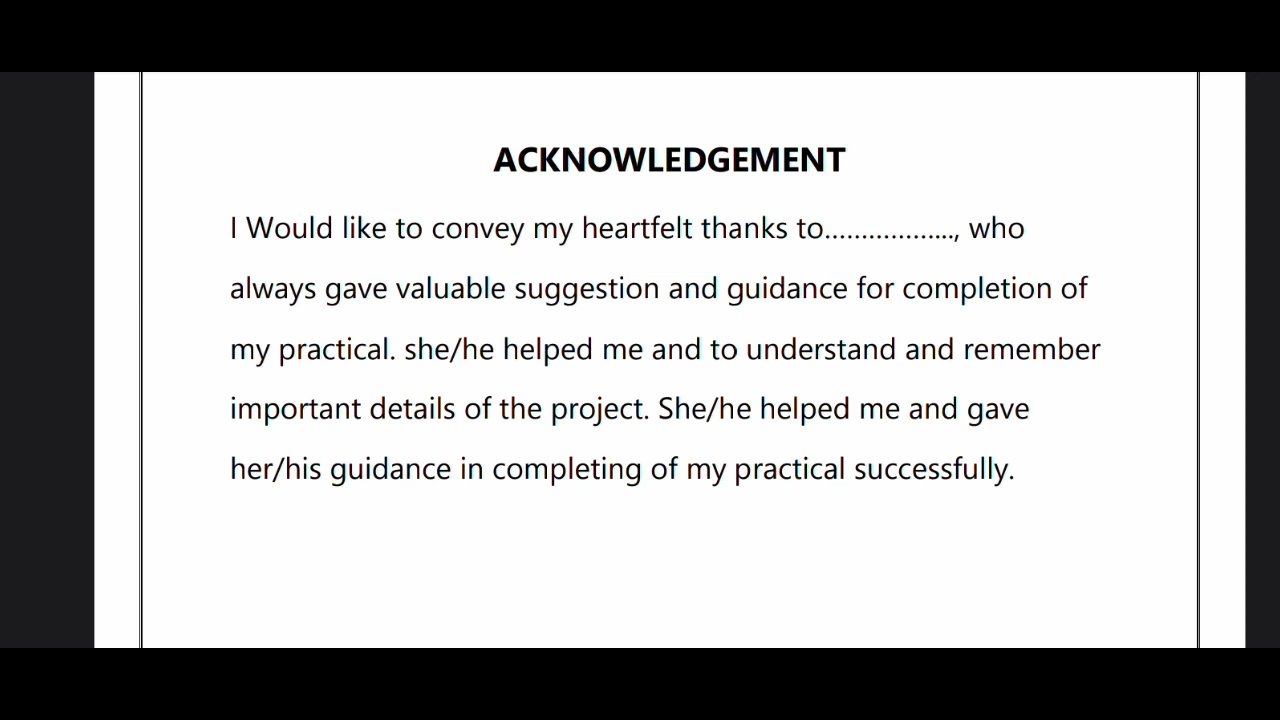 ACKNOWLEDGEMENT
I Would like to convey my heartfelt thanks to………………..., who
always gave valuable suggestion and guidance for completion of
my practical. she/he helped me and to understand and remember
important details of the project. She/he helped me and gave
her/his guidance in completing of my practical successfully.